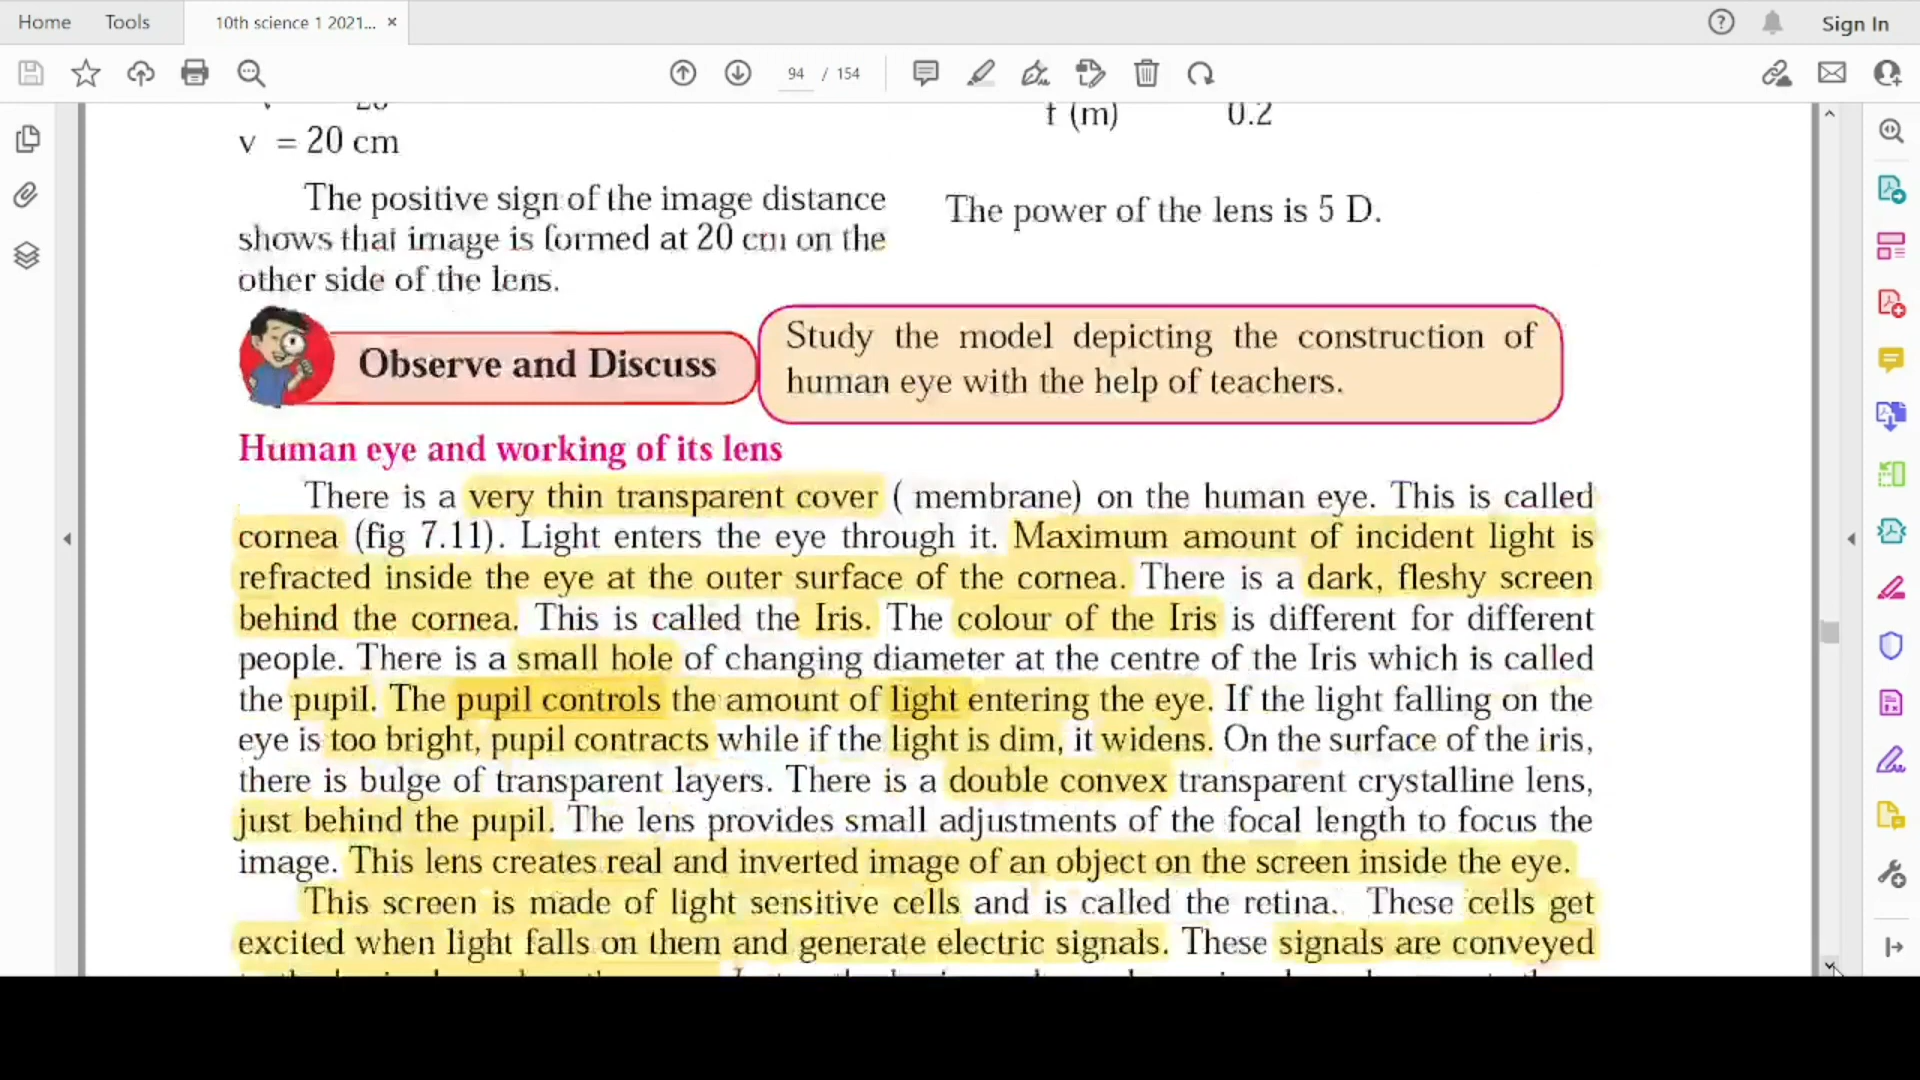 Home Tools 10th science 1 2021... × Sign In
94 / 154
f (m) 0.2
v = 20 cm
The positive sign of the image distance
shows that image is formed at 20 cm on the
other side of the lens.
The power of the lens is 5 D.
Observe and Discuss
Study the model depicting the construction of
human eye with the help of teachers.
Human eye and working of its lens
There is a very thin transparent cover ( membrane) on the human eye. This is called
cornea (fig 7.11). Light enters the eye through it. Maximum amount of incident light is
refracted inside the eye at the outer surface of the cornea. There is a dark, fleshy screen
behind the cornea. This is called the Iris. The colour of the Iris is different for different
people. There is a small hole of changing diameter at the centre of the Iris which is called
the pupil. The pupil controls the amount of light entering the eye. If the light falling on the
eye is too bright, pupil contracts while if the light is dim, it widens. On the surface of the iris,
there is bulge of transparent layers. There is a double convex transparent crystalline lens,
just behind the pupil. The lens provides small adjustments of the focal length to focus the
image. This lens creates real and inverted image of an object on the screen inside the eye.
This screen is made of light sensitive cells and is called the retina. These cells get
excited when light falls on them and generate electric signals. These signals are conveyed